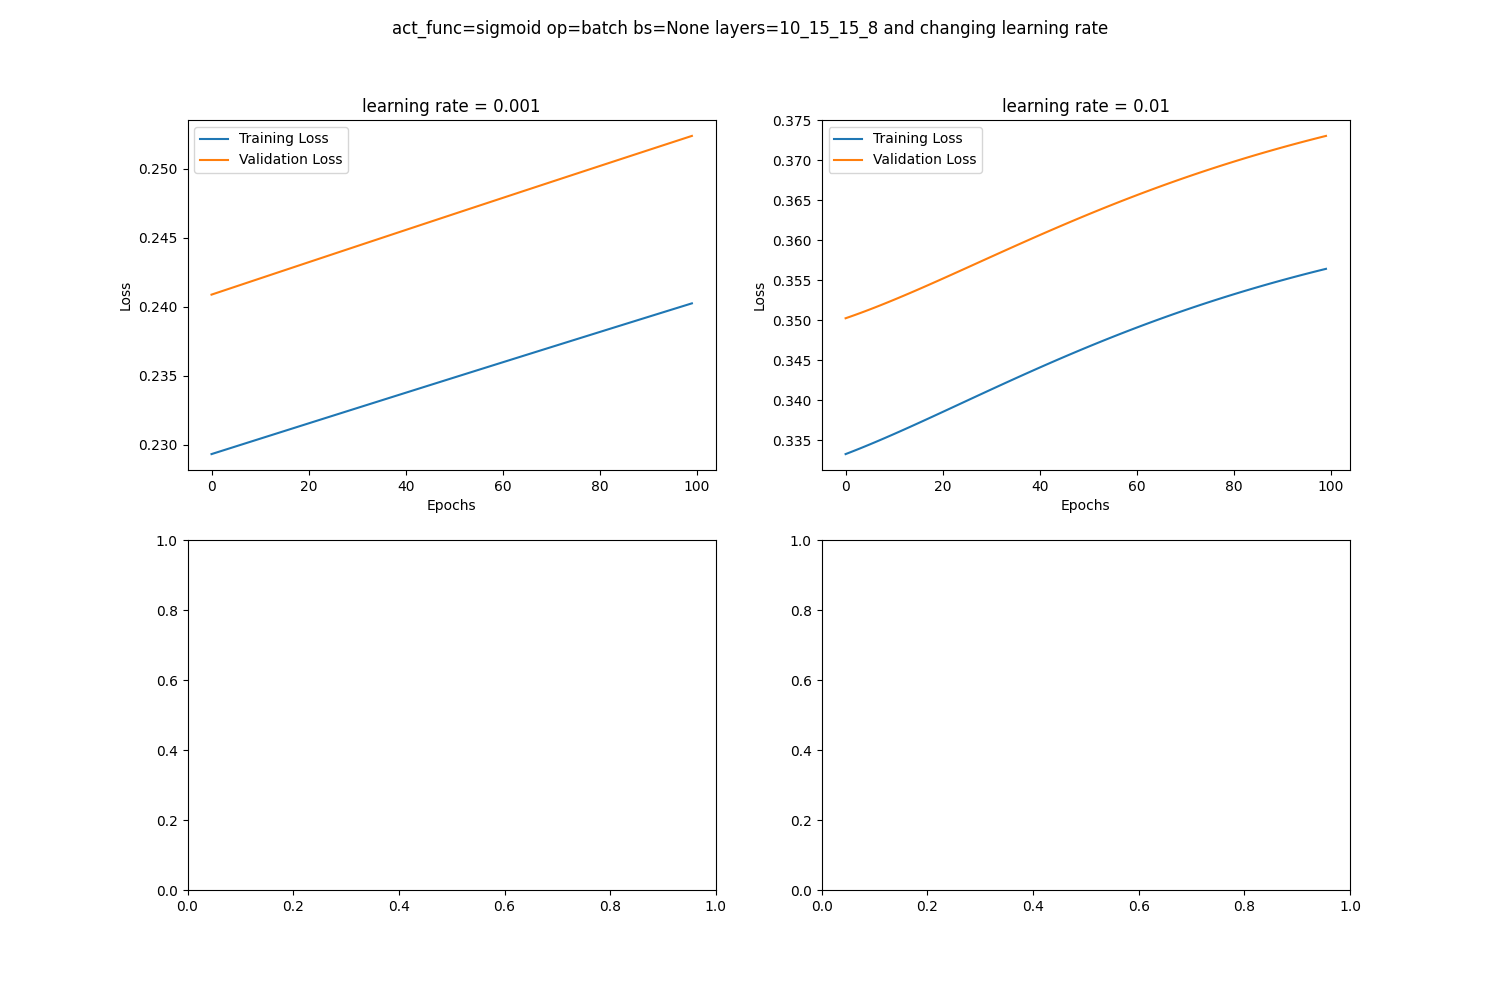 act_func=sigmoid op=batch bs=None layers=10_15_15_8 and changing learning rate
learning rate = 0.001
Training Loss
Validation Loss
0.250
0.245
0.240
0.235
0.230
Loss
0 20 40 60 80 100
Epochs
learning rate = 0.01
Training Loss
Validation Loss
0.375
0.370
0.365
0.360
0.355
0.350
0.345
0.340
0.335
Loss
0 20 40 60 80 100
Epochs
1.0
0.8
0.6
0.4
0.2
0.0
0.0 0.2 0.4 0.6 0.8 1.0
1.0
0.8
0.6
0.4
0.2
0.0
0.0 0.2 0.4 0.6 0.8 1.0